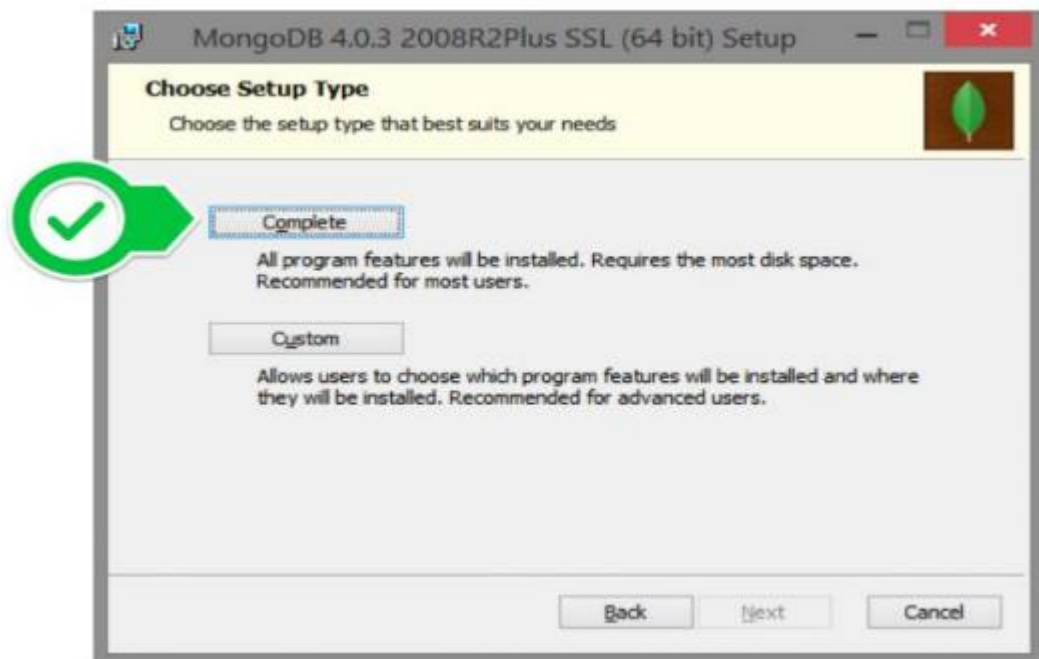 MongoDB 4.0.3 2008R2Plus SSL (64 bit) Setup
Choose Setup Type
Choose the setup type that best suits your needs
Complete
All program features will be installed. Requires the most disk space.
Recommended for most users.
Custom
Allows users to choose which program features will be installed and where
they will be installed. Recommended for advanced users.
Back Next Cancel